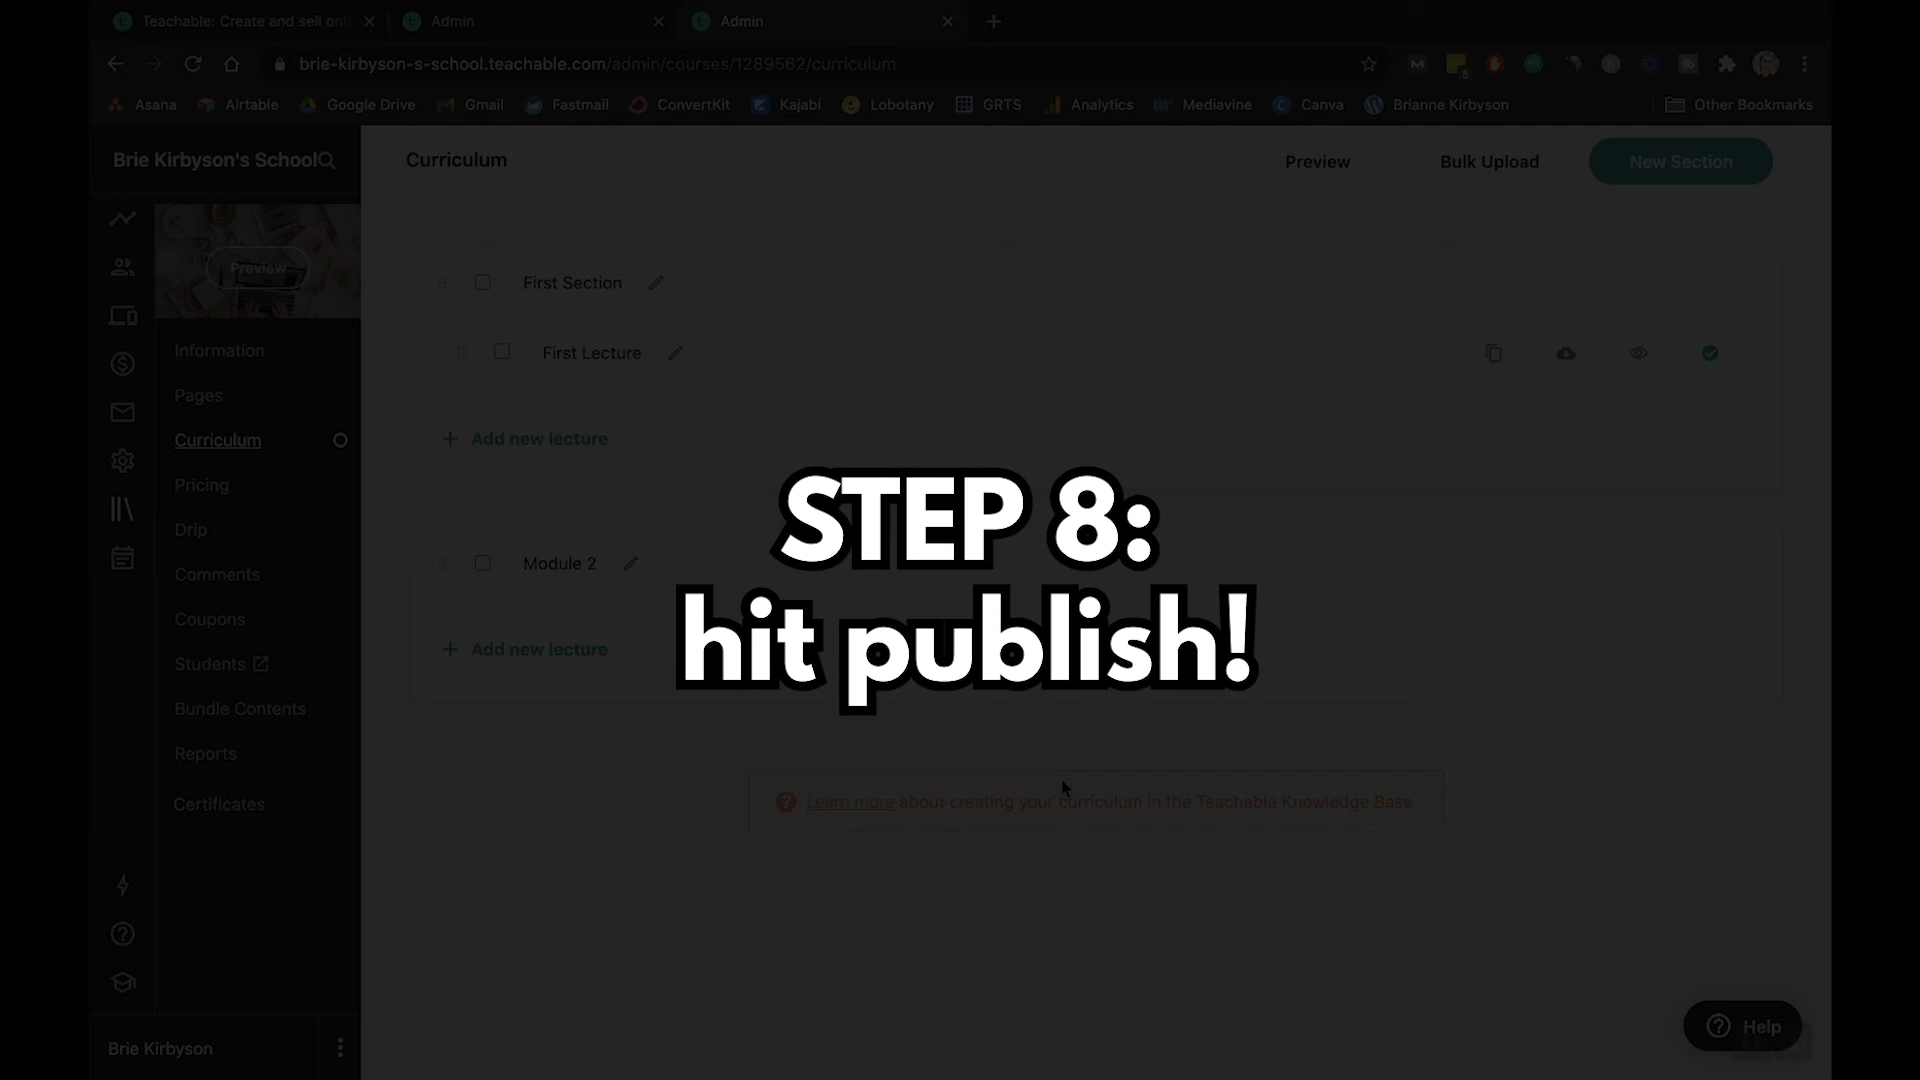 Teachable: Create and sell onl
Admin
Admin
brie-kirbyson-s-school.teachable.com/admin/courses/1289562/curriculum
5
Asana
Airtable
Google Drive
Gmail
Fastmail
ConvertKit
Kajabi
Lobotany
GRTS
Analytics
Mediavine
Canva
Brianne Kirbyson
Other Bookmarks
Brie Kirbyson's School
Curriculum
Preview
Bulk Upload
New Section
Preview
Information
Pages
Curriculum
Pricing
Drip
Comments
Coupons
Students
Bundle Contents
Reports
Certificates
Brie Kirbyson
First Section
First Lecture
+ Add new lecture
STEP 8:
hit publish!
Module 2
+ Add new lecture
Learn more about creating your curriculum in the Teachable Knowledge Base
Help